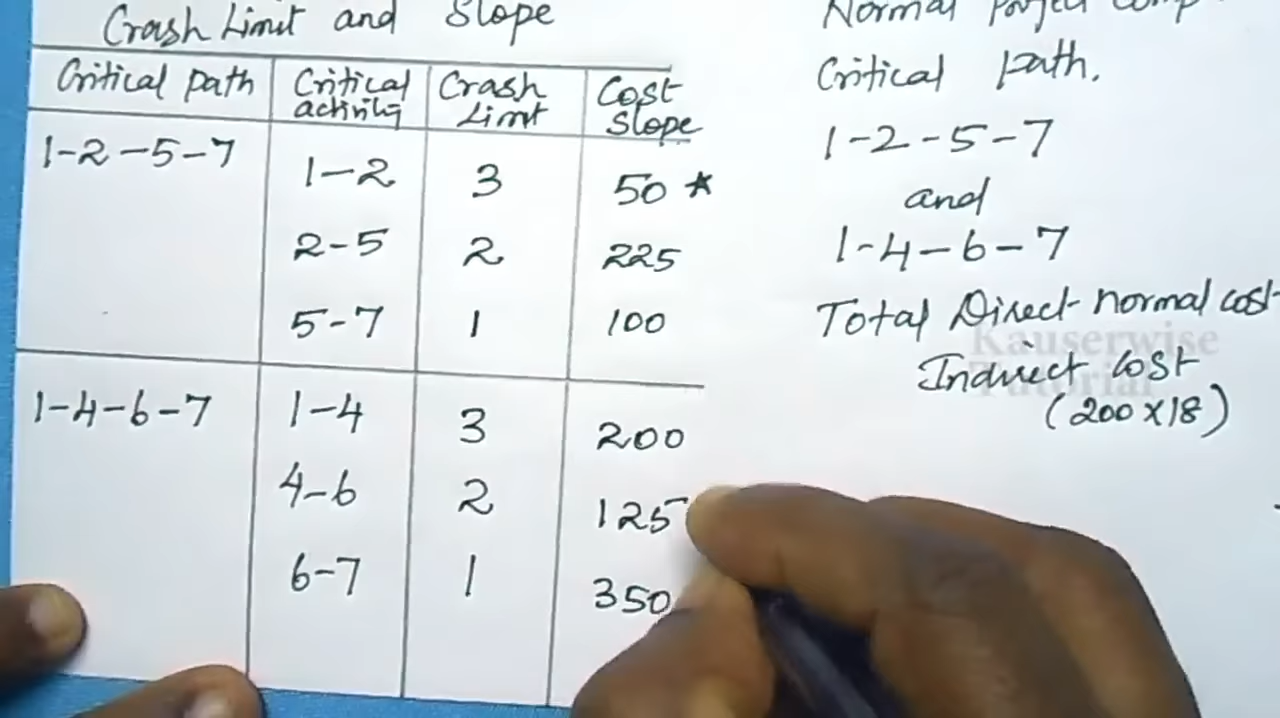 Crash Limit and Slope
Critical path Critical activity Crash Limit Cost Slope
1-2-5-7 1-2 3 50 *
2-5 2 225
5-7 1 100
1-4-6-7 1-4 3 200
4-6 2 125
6-7 1 350
Normal
Critical path.
1-2-5-7
and
1-4-6-7
Total Direct normal cost
Indirect cost
(200 x 18)
Kauserwise
Tutorial